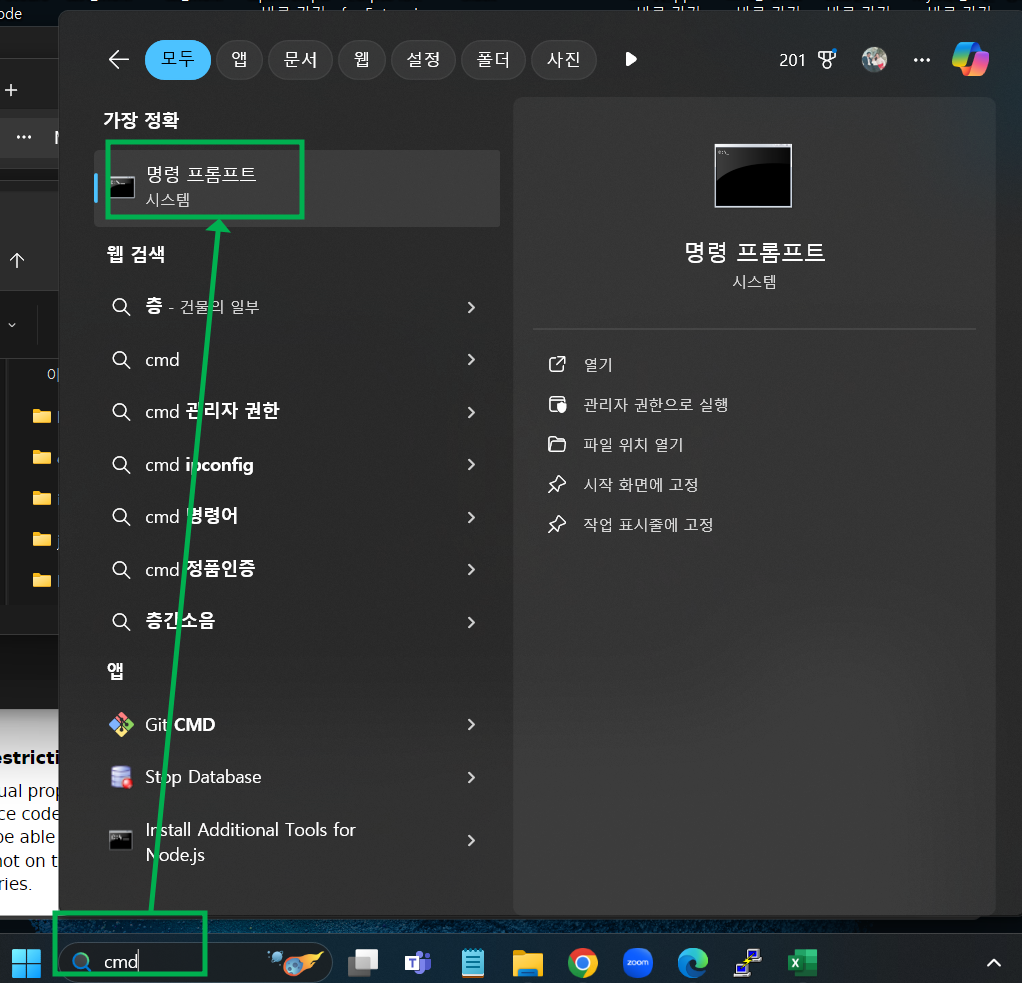 ode
모두
앱
문서
웹
설정
폴더
사진
201
가장 정확
명령 프롬프트
시스템
웹 검색
층 - 건물의 일부
cmd
cmd 관리자 권한
cmd ipconfig
cmd 명령어
cmd 정품인증
층간소음
앱
Git CMD
Stop Database
Install Additional Tools for
Node.js
명령 프롬프트
시스템
열기
관리자 권한으로 실행
파일 위치 열기
시작 화면에 고정
작업 표시줄에 고정
estricti
ual prop
ce code
be able
not on t
ries.
cmd
zoom